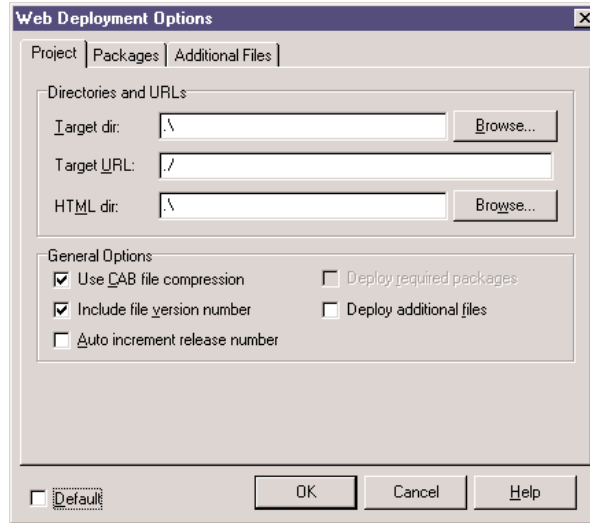 Web Deployment Options
Project Packages Additional Files
Directories and URLs
Target dir: .\ Browse...
Target URL: ./
HTML dir: .\ Browse...
General Options
Use CAB file compression Deploy required packages
Include file version number Deploy additional files
Auto increment release number
Default OK Cancel Help